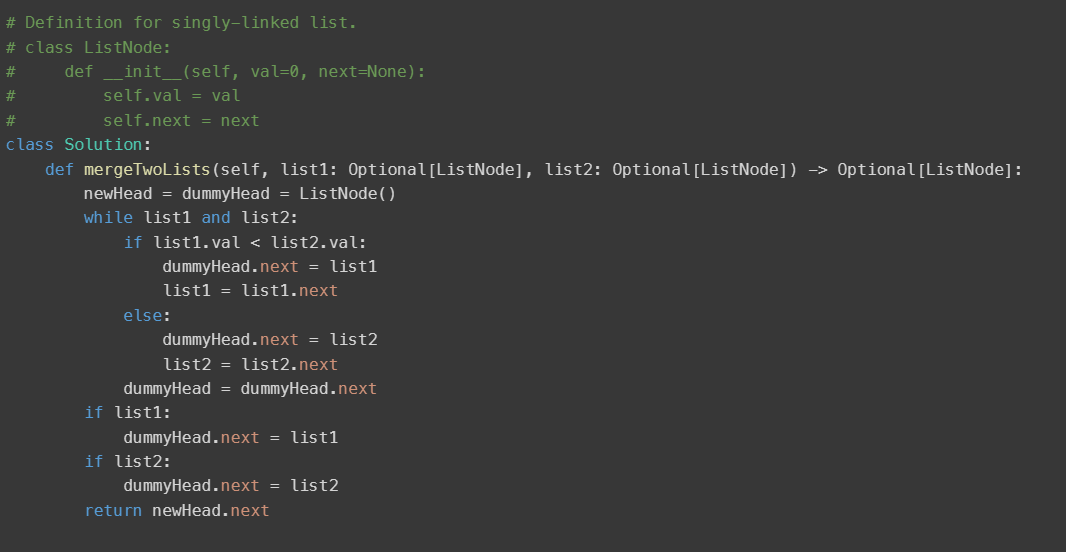 # Definition for singly-linked list.
# class ListNode:
#     def __init__(self, val=0, next=None):
#         self.val = val
#         self.next = next
class Solution:
    def mergeTwoLists(self, list1: Optional[ListNode], list2: Optional[ListNode]) -> Optional[ListNode]:
        newHead = dummyHead = ListNode()
        while list1 and list2:
            if list1.val < list2.val:
                dummyHead.next = list1
                list1 = list1.next
            else:
                dummyHead.next = list2
                list2 = list2.next
            dummyHead = dummyHead.next
        if list1:
            dummyHead.next = list1
        if list2:
            dummyHead.next = list2
        return newHead.next